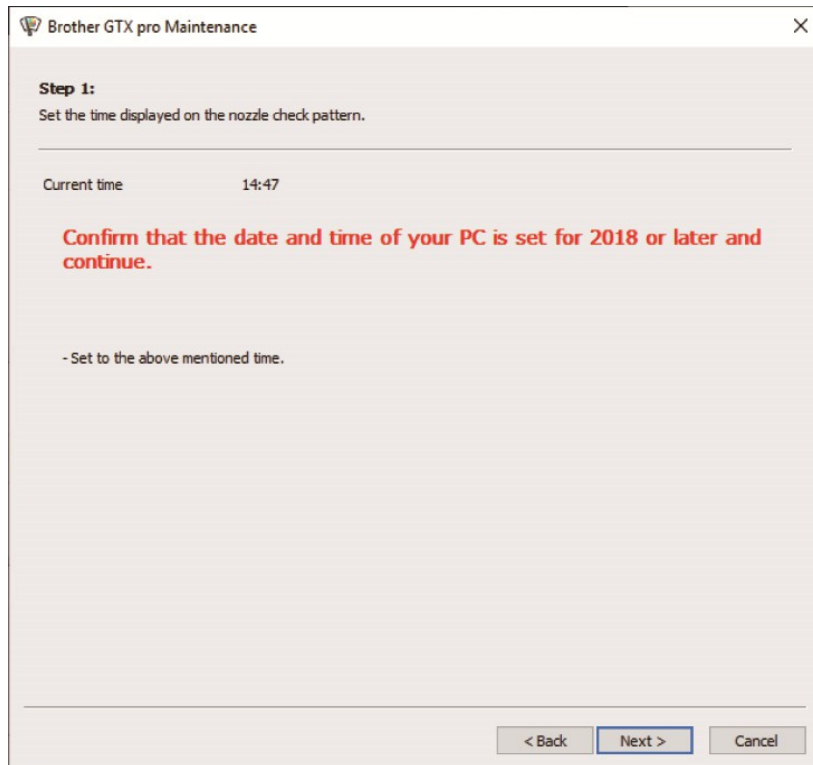 Brother GTX pro Maintenance
Step 1:
Set the time displayed on the nozzle check pattern.
Current time 14:47
Confirm that the date and time of your PC is set for 2018 or later and
continue.
- Set to the above mentioned time.
< Back Next > Cancel